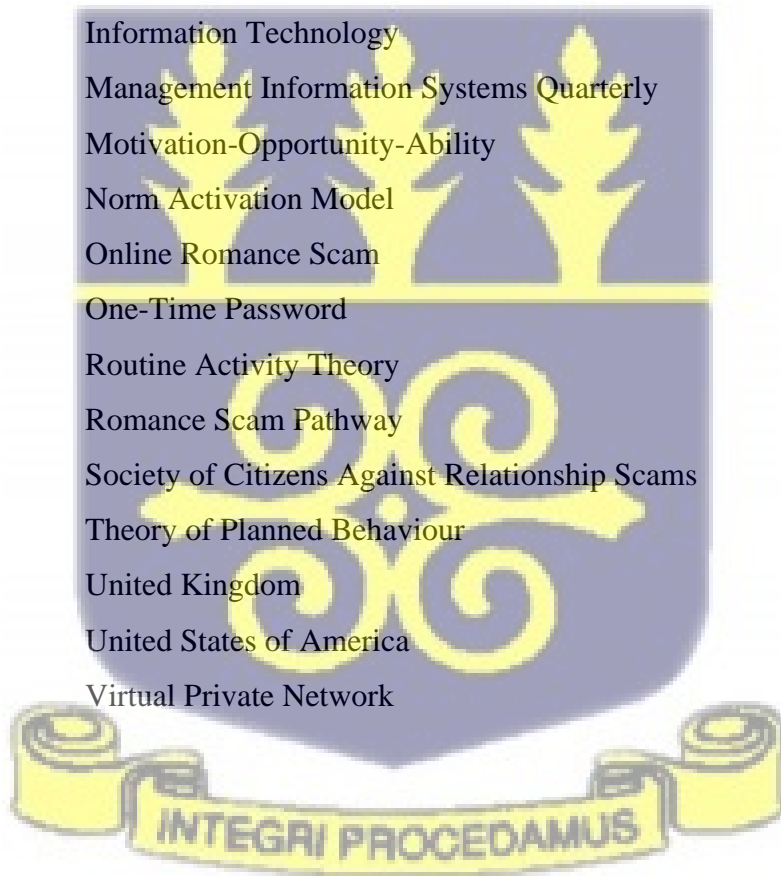 Information Technology
Management Information Systems Quarterly
Motivation-Opportunity-Ability
Norm Activation Model
Online Romance Scam
One-Time Password
Routine Activity Theory
Romance Scam Pathway
Society of Citizens Against Relationship Scams
Theory of Planned Behaviour
United Kingdom
United States of America
Virtual Private Network
INTEGRI PROCEDAMUS